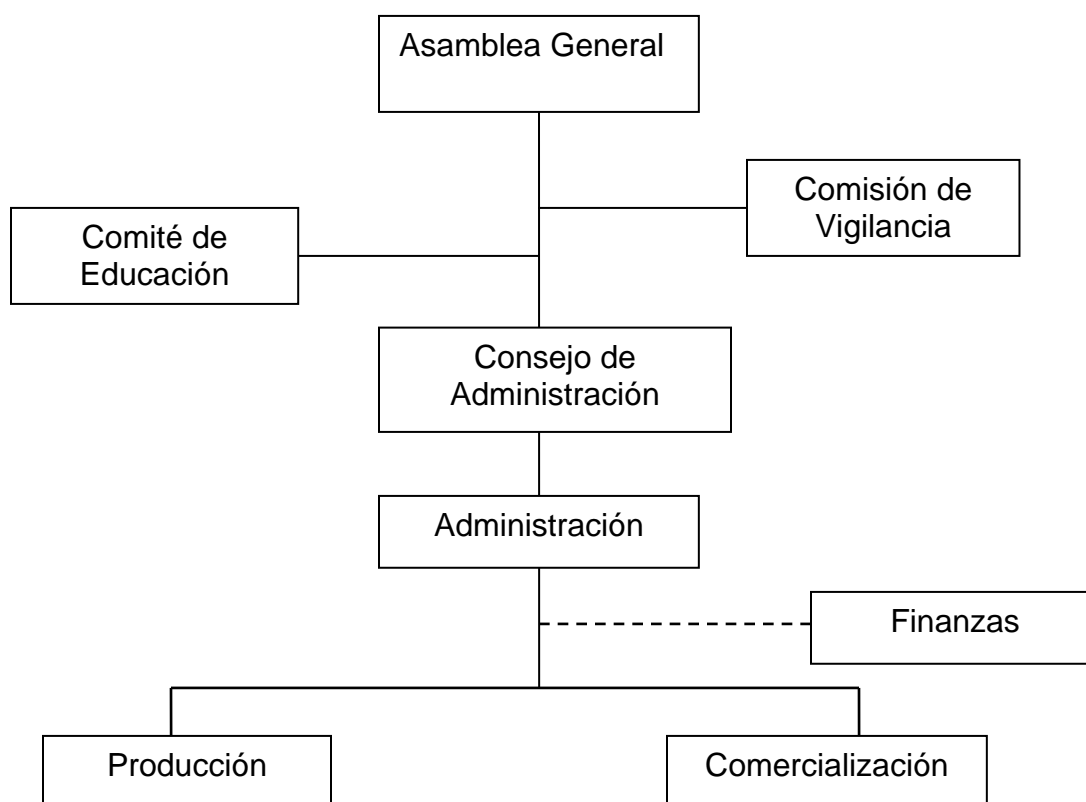 Asamblea General
Comisión de
Vigilancia
Comité de
Educación
Consejo de
Administración
Administración
Finanzas
Producción
Comercialización